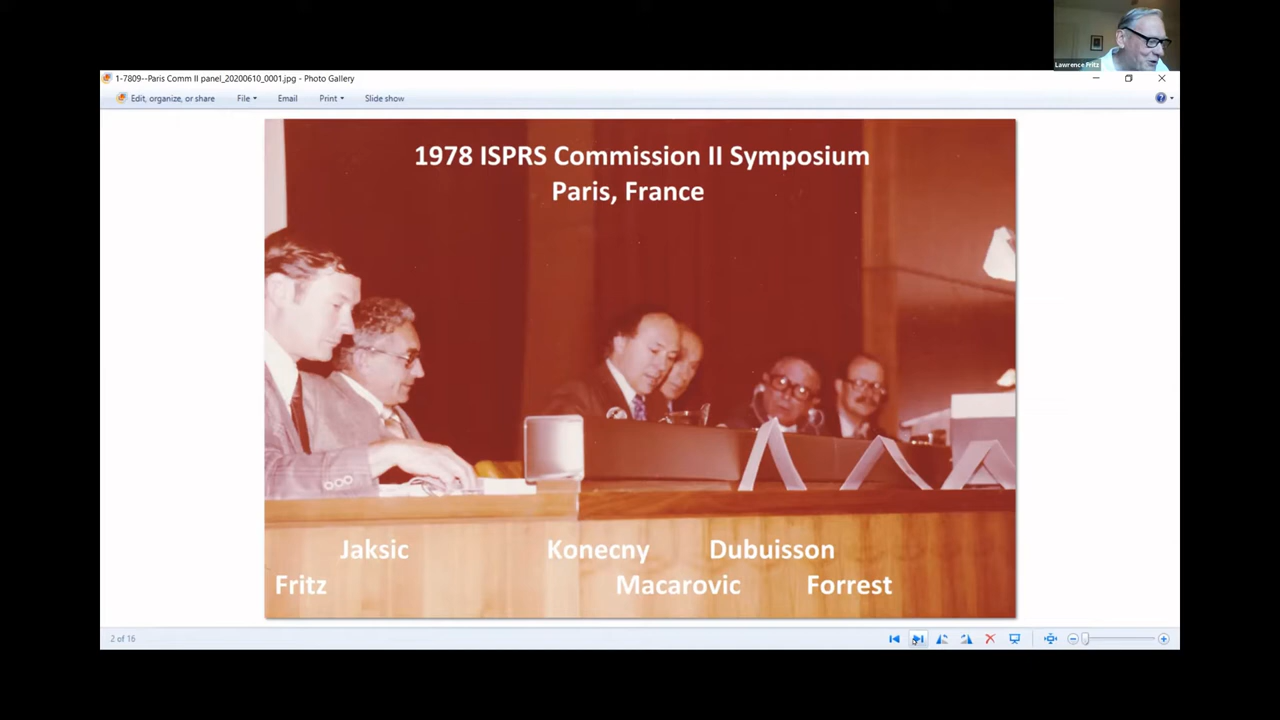 Lawrence Fritz
1-7809--Paris Comm II panel_20200610_0001.jpg - Photo Gallery
Edit, organize, or share File Email Print Slide show
1978 ISPRS Commission II Symposium
Paris, France
Jaksic Konecny Dubuisson
Fritz Macarovic Forrest
2 of 16